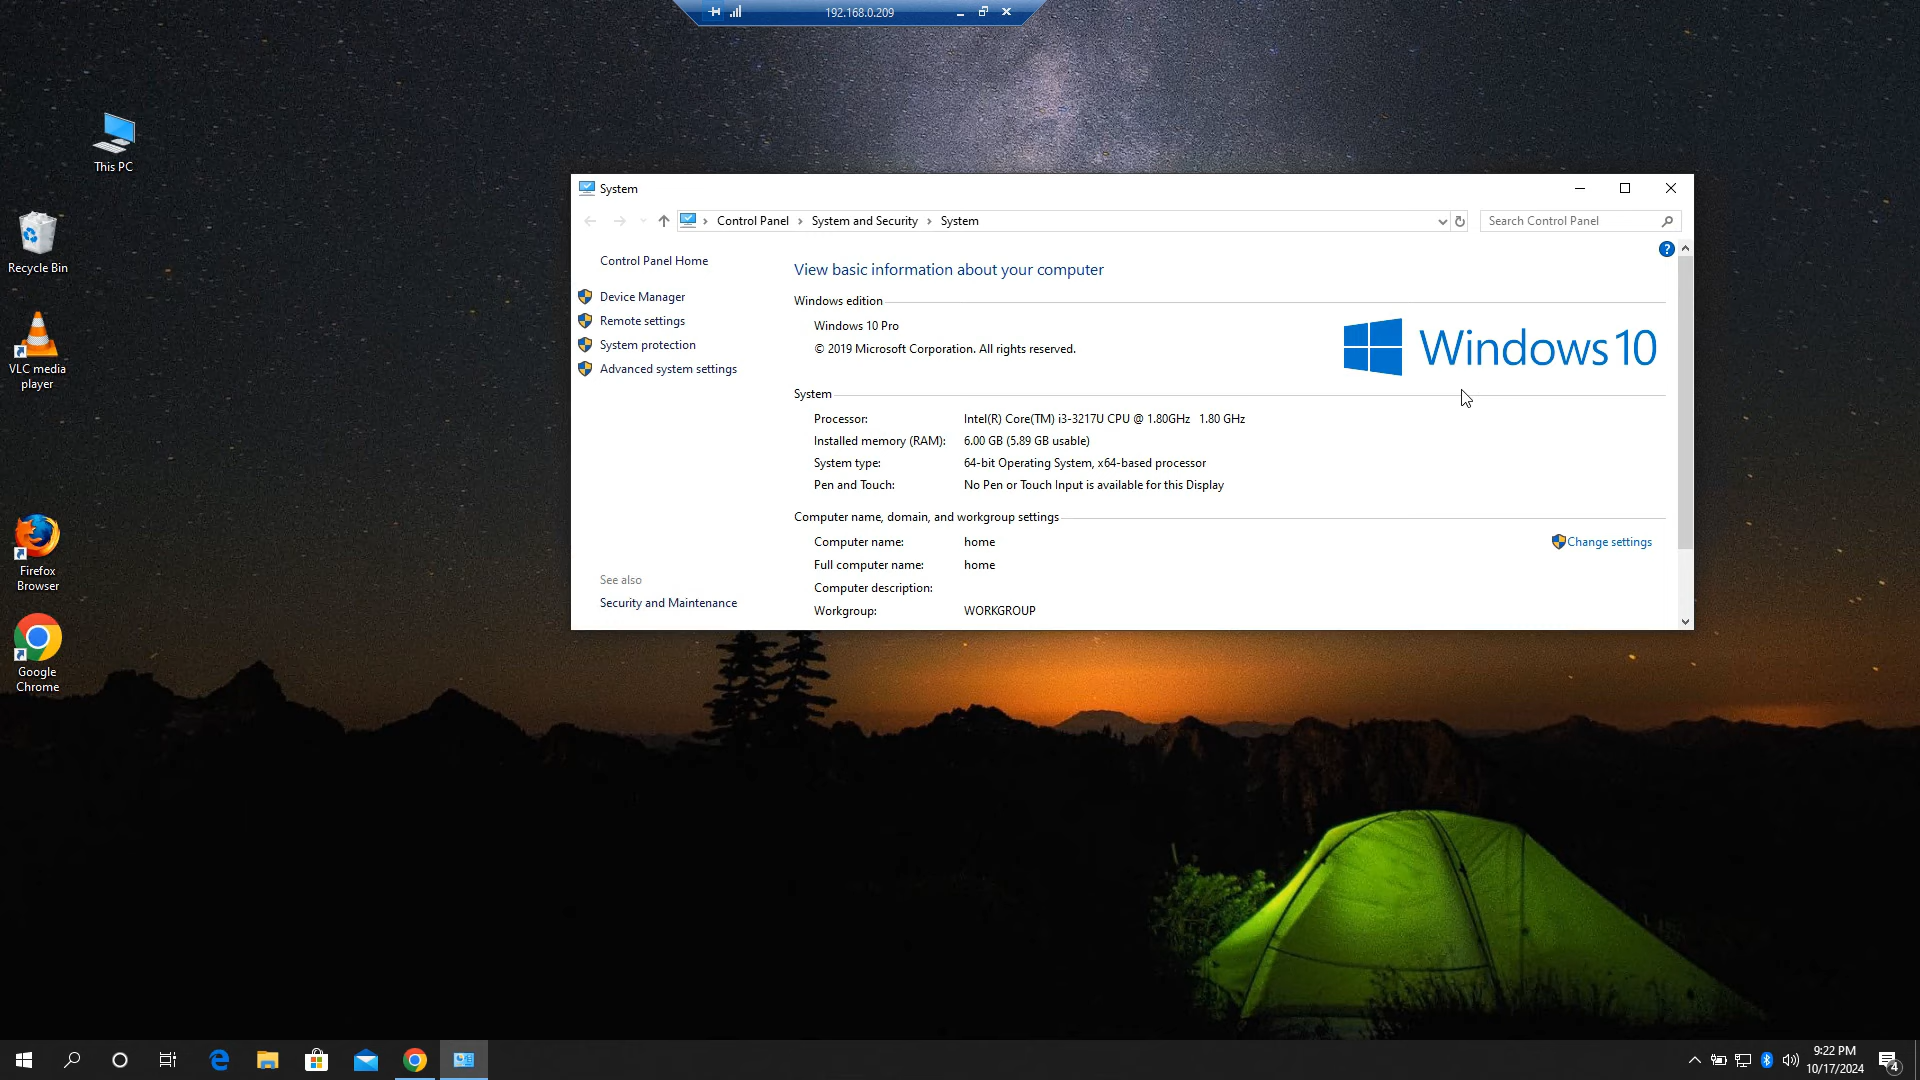 192.168.0.209
This PC
Recycle Bin
VLC media
player
Firefox
Browser
Google
Chrome
System
Control Panel > System and Security > System
Search Control Panel
Control Panel Home
Device Manager
Remote settings
System protection
Advanced system settings
See also
Security and Maintenance
?
View basic information about your computer
Windows edition
Windows 10 Pro
© 2019 Microsoft Corporation. All rights reserved.
Windows 10
System
Processor: Intel(R) Core(TM) i3-3217U CPU @ 1.80GHz 1.80 GHz
Installed memory (RAM): 6.00 GB (5.89 GB usable)
System type: 64-bit Operating System, x64-based processor
Pen and Touch: No Pen or Touch Input is available for this Display
Computer name, domain, and workgroup settings
Computer name: home
Change settings
Full computer name: home
Computer description:
Workgroup: WORKGROUP
9:22 PM
10/17/2024
4